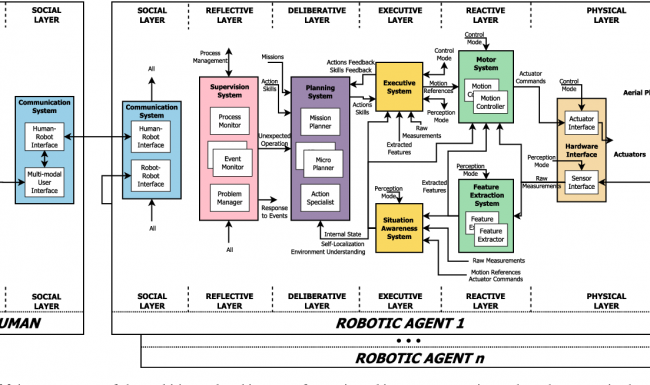 SOCIAL
LAYER
SOCIAL
LAYER
REFLECTIVE
LAYER
DELIBERATIVE
LAYER
EXECUTIVE
LAYER
REACTIVE
LAYER
PHYSICAL
LAYER
Communication
System
Human-
Robot
Interface
Multi-modal
User
Interface
All
Communication
System
Human-
Robot
Interface
Robot-
Robot
Interface
All
Process
Management
Supervision
System
Process
Monitor
Event
Monitor
Problem
Manager
All
Missions
Action
Skills
Unexpected
Operation
Response
to Events
Planning
System
Mission
Planner
Micro
Planner
Action
Specialist
Actions Feedback
Skills Feedback
Actions
Skills
Internal State
Self-Localization
Environment Understanding
Executive
System
Control
Mode
Motion
References
Perception
Mode
Raw
Measurements
Extracted
Features
Perception
Mode
Situation
Awareness
System
Control
Mode
Motor
System
Motion
Motion
Controller
Actuator
Commands
Perception
Mode
Extracted
Features
Feature
Extraction
System
Feature
Feature
Extractor
Raw Measurements
Motion References
Actuator Commands
Control
Mode
Actuator
Interface
Hardware
Interface
Perception
Mode
Sensor
Interface
Raw
Measurements
Aerial
Actuators
SOCIAL
LAYER
SOCIAL
LAYER
REFLECTIVE
LAYER
DELIBERATIVE
LAYER
EXECUTIVE
LAYER
REACTIVE
LAYER
PHYSICAL
LAYER
ROBOTIC AGENT 1
ROBOTIC AGENT n